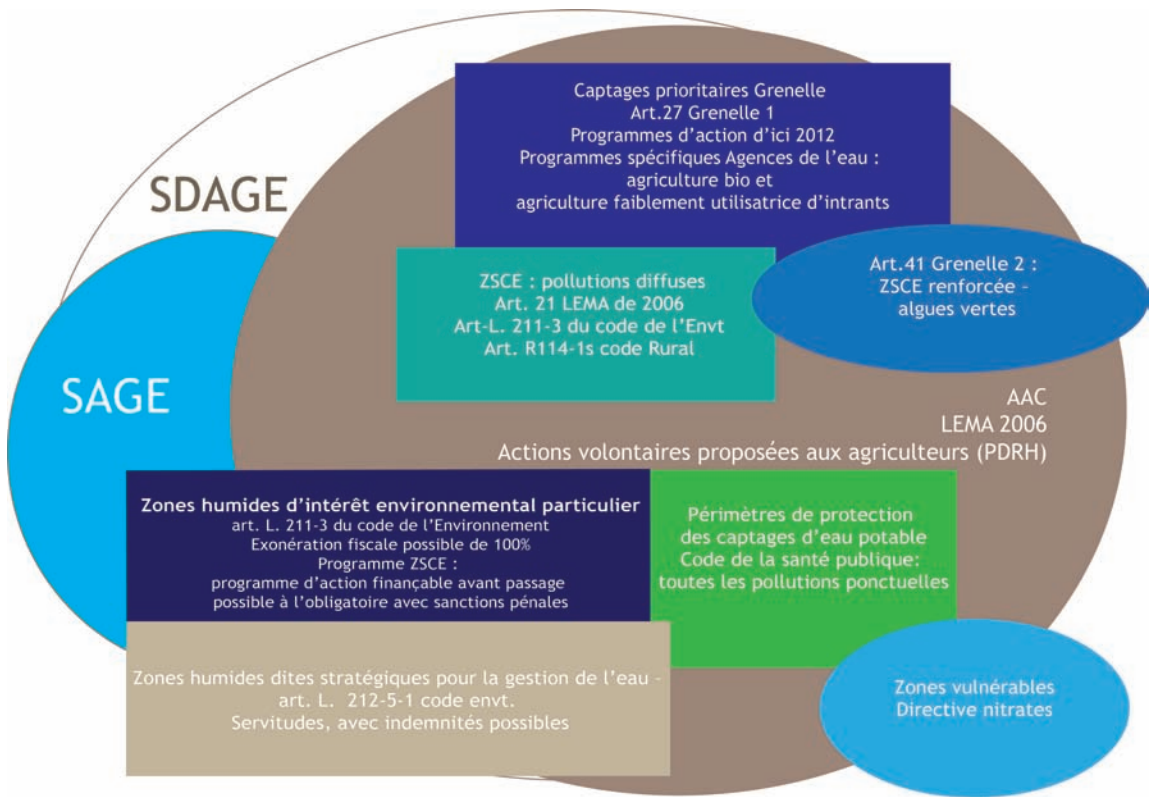 Captages prioritaires Grenelle
Art.27 Grenelle 1
Programmes d'action d'ici 2012
Programmes spécifiques Agences de l'eau :
agriculture bio et
agriculture faiblement utilisatrice d'intrants
SDAGE
ZSCE : pollutions diffuses
Art. 21 LEMA de 2006
Art-L. 211-3 du code de l'Envt
Art. R114-1s code Rural
Art.41 Grenelle 2 :
ZSCE renforcée -
algues vertes
SAGE
AAC
LEMA 2006
Actions volontaires proposées aux agriculteurs (PDRH)
Zones humides d'intérêt environnemental particulier
art. L. 211-3 du code de l'Environnement
Exonération fiscale possible de 100%
Programme ZSCE :
programme d'action finançable avant passage
possible à l'obligatoire avec sanctions pénales
Périmètres de protection
des captages d'eau potable
Code de la santé publique:
toutes les pollutions ponctuelles
Zones humides dites stratégiques pour la gestion de l'eau -
art. L. 212-5-1 code envt.
Servitudes, avec indemnités possibles
Zones vulnérables
Directive nitrates